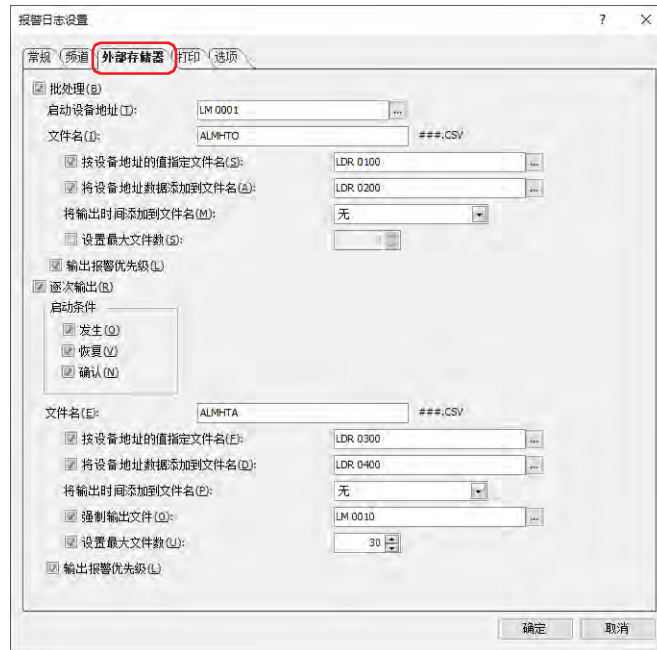 报警日志设置 ? ×
常规 频道 外部存储器 打印 选项
批处理(B)
启动设备地址(T): LM 0001 ...
文件名(I): ALMHTO ###.CSV
按设备地址的值指定文件名(S): LDR 0100 ...
将设备地址数据添加到文件名(A): LDR 0200 ...
将输出时间添加到文件名(M): 无
设置最大文件数(S):
输出报警优先级(L)
逐次输出(R)
启动条件
发生(O)
恢复(V)
确认(N)
文件名(E): ALMHTA ###.CSV
按设备地址的值指定文件名(F): LDR 0300 ...
将设备地址数据添加到文件名(D): LDR 0400 ...
将输出时间添加到文件名(P): 无
强制输出文件(O): LM 0010 ...
设置最大文件数(U): 30
输出报警优先级(L)
确定 取消